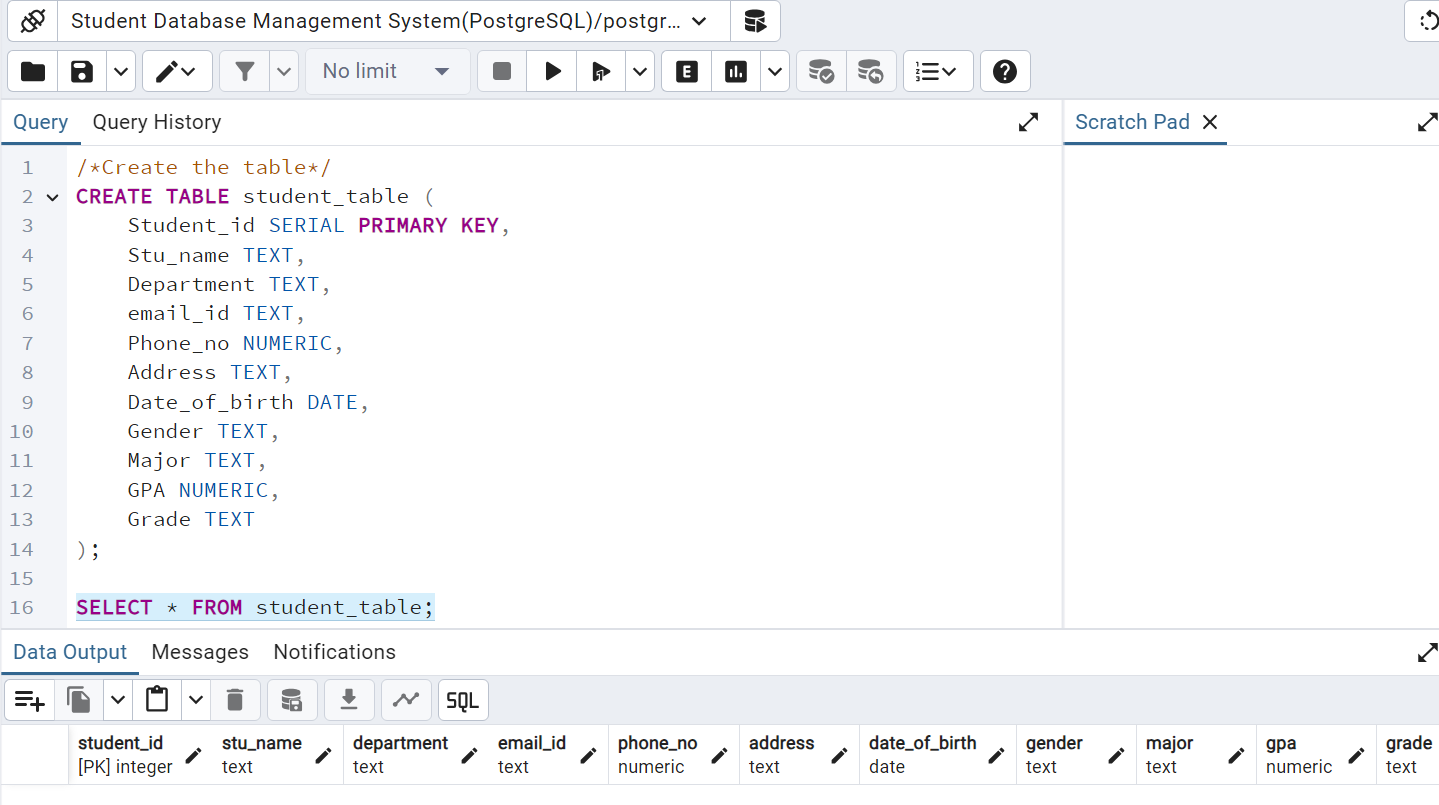 Student Database Management System(PostgreSQL)/postgr...
No limit
E
Query
Query History
Scratch Pad
1 /*Create the table*/
2 CREATE TABLE student_table (
3 Student_id SERIAL PRIMARY KEY,
4 Stu_name TEXT,
5 Department TEXT,
6 email_id TEXT,
7 Phone_no NUMERIC,
8 Address TEXT,
9 Date_of_birth DATE,
10 Gender TEXT,
11 Major TEXT,
12 GPA NUMERIC,
13 Grade TEXT
14 );
15
16 SELECT * FROM student_table;
Data Output Messages Notifications
SQL
student_id stu_name department email_id phone_no address date_of_birth gender major gpa grade
[PK] integer text text text numeric text date text text numeric text